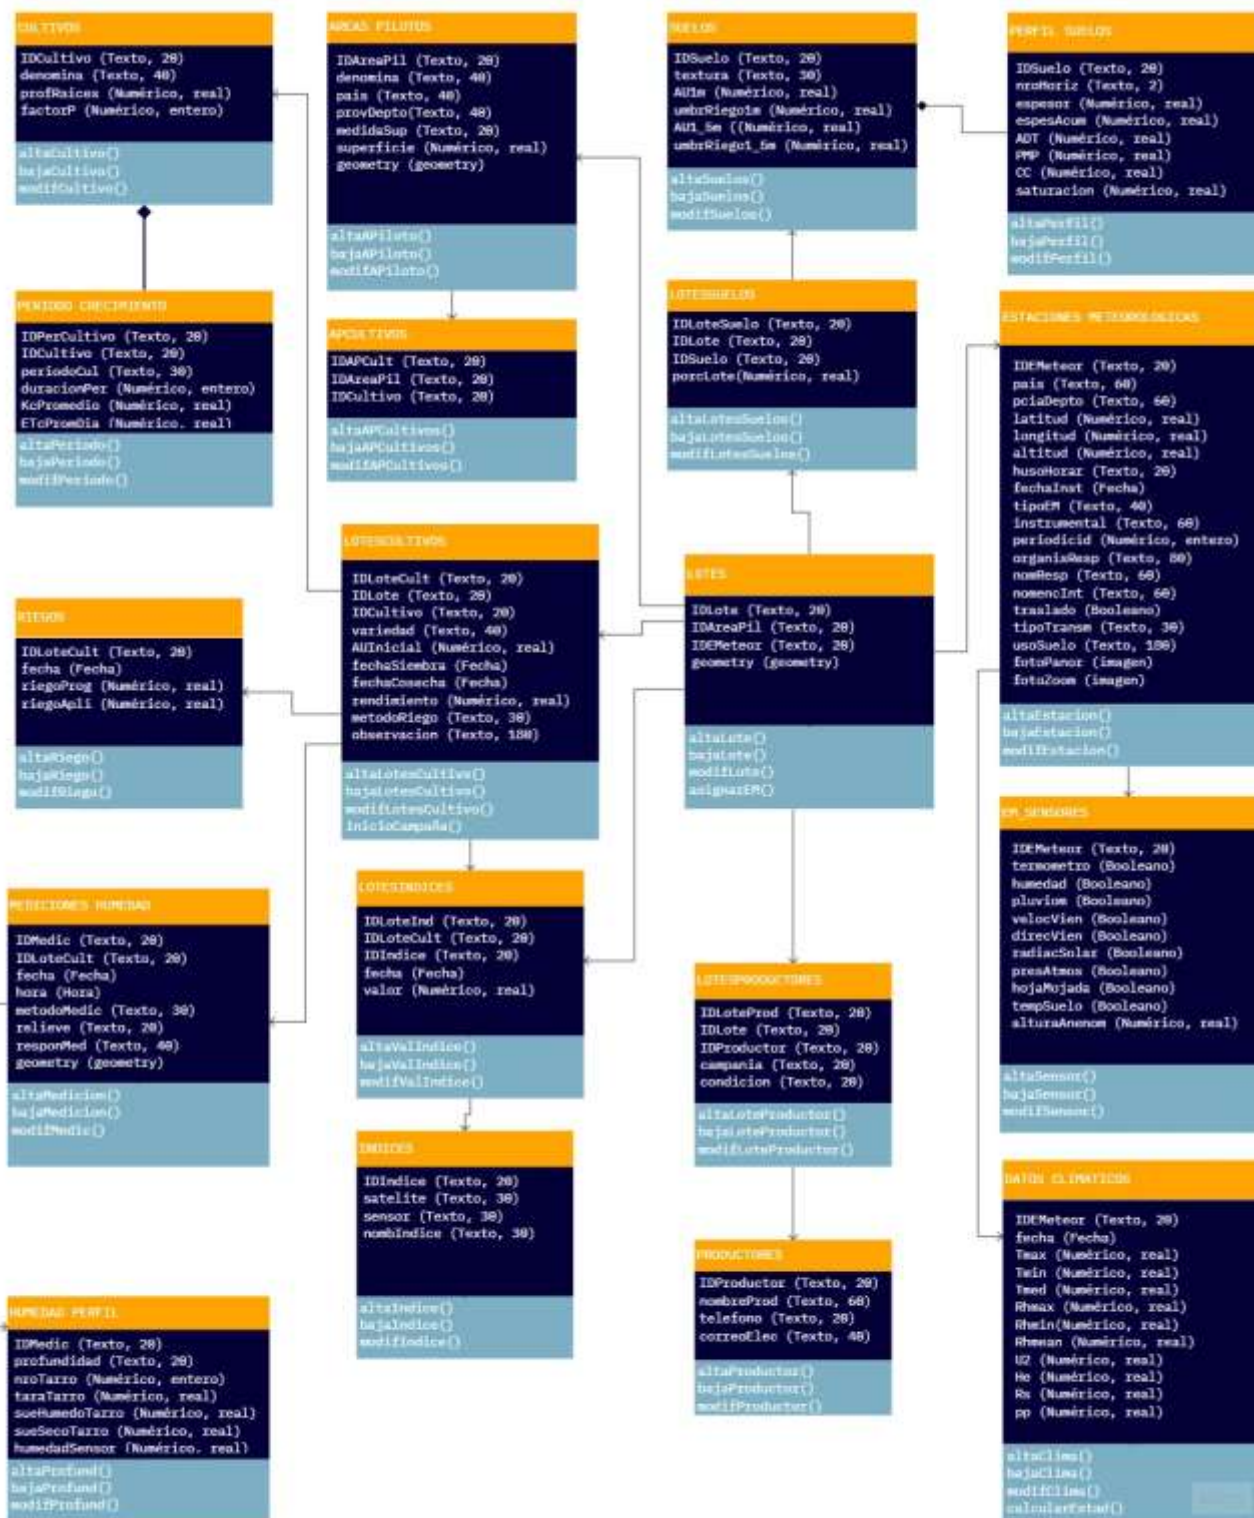 CULTIVOS
IDCultivo (Texto, 20)
denomina (Texto, 40)
profRaices (Numérico, real)
factorP (Numérico, entero)
altaCultivo()
bajaCultivo()
modifCultivo()
AREAS PILOTOS
IDAreaPil (Texto, 20)
denomina (Texto, 40)
pais (Texto, 40)
provDepto(Texto, 40)
medidaSup (Texto, 20)
superficie (Numérico, real)
geometry (geometry)
altaAPiloto()
bajaAPiloto()
modifAPiloto()
SUELOS
IDSuelo (Texto, 20)
textura (Texto, 30)
AU1m (Numérico, real)
umbrRiego1m (Numérico, real)
AU1_5m ((Numérico, real)
umbrRiego1_5m (Numérico, real)
altaSuelos()
bajaSuelos()
modifSuelos()
PERFIL SUELOS
IDSuelo (Texto, 20)
nroHoriz (Texto, 2)
espesor (Numérico, real)
espesAcum (Numérico, real)
ADT (Numérico, real)
PMP (Numérico, real)
CC (Numérico, real)
saturacion (Numérico, real)
altaPerfil()
bajaPerfil()
modifPerfil()
PERIODO CRECIMIENTO
IDPerCultivo (Texto, 20)
IDCultivo (Texto, 20)
periodoCul (Texto, 30)
duracionPer (Numérico, entero)
KcPromedio (Numérico, real)
ETcPromDia (Numérico, real)
altaPeriodo()
bajaPeriodo()
modifPeriodo()
APCULTIVOS
IDAPCult (Texto, 20)
IDAreaPil (Texto, 20)
IDCultivo (Texto, 20)
altaAPCultivos()
bajaAPCultivos()
modifAPCultivos()
LOTESSUELOS
IDLoteSuelo (Texto, 20)
IDLote (Texto, 20)
IDSuelo (Texto, 20)
porcLote(Numérico, real)
altaLotesSuelos()
bajaLotesSuelos()
modifLotesSuelos()
ESTACIONES METEOROLOGICAS
IDEMeteor (Texto, 20)
pais (Texto, 60)
pciaDepto (Texto, 60)
latitud (Numérico, real)
longitud (Numérico, real)
altitud (Numérico, real)
husoHorar (Texto, 20)
fechaInst (Fecha)
tipoEM (Texto, 40)
instrumental (Texto, 60)
periodicid (Numérico, entero)
organisResp (Texto, 80)
nomResp (Texto, 60)
nomencInt (Texto, 60)
traslado (Booleano)
tipoTransm (Texto, 30)
usoSuelo (Texto, 180)
fotoPanor (imagen)
fotoZoom (imagen)
altaEstacion()
bajaEstacion()
modifEstacion()
LOTESCULTIVOS
IDLoteCult (Texto, 20)
IDLote (Texto, 20)
IDCultivo (Texto, 20)
variedad (Texto, 40)
AUInicial (Numérico, real)
fechaSiembra (Fecha)
fechaCosecha (Fecha)
rendimiento (Numérico, real)
metodoRiego (Texto, 30)
observacion (Texto, 180)
altaLotesCultivo()
bajaLotesCultivo()
modifLotesCultivo()
inicioCampaña()
LOTES
IDLote (Texto, 20)
IDAreaPil (Texto, 20)
IDEMeteor (Texto, 20)
geometry (geometry)
altaLote()
bajaLote()
modifLote()
asignarEM()
RIEGOS
IDLoteCult (Texto, 20)
fecha (Fecha)
riegoProg (Numérico, real)
riegoApli (Numérico, real)
altaRiego()
bajaRiego()
modifRiego()
EM_SENSORES
IDEMeteor (Texto, 20)
termometro (Booleano)
humedad (Booleano)
pluviom (Booleano)
velocVien (Booleano)
direcVien (Booleano)
radiacSolar (Booleano)
presAtmos (Booleano)
hojaMojada (Booleano)
tempSuelo (Booleano)
alturaAnenom (Numérico, real)
altaSensor()
bajaSensor()
modifSensor()
MEDICIONES HUMEDAD
IDMedic (Texto, 20)
IDLoteCult (Texto, 20)
fecha (Fecha)
hora (Hora)
metodoMedic (Texto, 30)
relieve (Texto, 20)
responMed (Texto, 40)
geometry (geometry)
altaMedicion()
bajaMedicion()
modifMedic()
LOTESINDICES
IDLoteInd (Texto, 20)
IDLoteCult (Texto, 20)
IDIndice (Texto, 20)
fecha (Fecha)
valor (Numérico, real)
altaValIndice()
bajaValIndice()
modifValIndice()
LOTESPRODUCTORES
IDLoteProd (Texto, 20)
IDLote (Texto, 20)
IDProductor (Texto, 20)
campania (Texto, 20)
condicion (Texto, 20)
altaLoteProductor()
bajaLoteProductor()
modifLoteProductor()
INDICES
IDIndice (Texto, 20)
satelite (Texto, 30)
sensor (Texto, 30)
nombIndice (Texto, 30)
altaIndice()
bajaIndice()
modifIndice()
DATOS CLIMATICOS
IDEMeteor (Texto, 20)
fecha (Fecha)
Tmax (Numérico, real)
Tmin (Numérico, real)
Tmed (Numérico, real)
Rhmax (Numérico, real)
Rhmin(Numérico, real)
Rhmean (Numérico, real)
U2 (Numérico, real)
He (Numérico, real)
Rs (Numérico, real)
pp (Numérico, real)
altaClima()
bajaClima()
modifClima()
calcularEstad()
PRODUCTORES
IDProductor (Texto, 20)
nombreProd (Texto, 60)
telefono (Texto, 20)
correoElec (Texto, 40)
altaProductor()
bajaProductor()
modifProductor()
HUMEDAD PERFIL
IDMedic (Texto, 20)
profundidad (Texto, 20)
nroTarro (Numérico, entero)
taraTarro (Numérico, real)
sueHumedoTarro (Numérico, real)
sueSecoTarro (Numérico, real)
humedadSensor (Numérico, real)
altaProfund()
bajaProfund()
modifProfund()